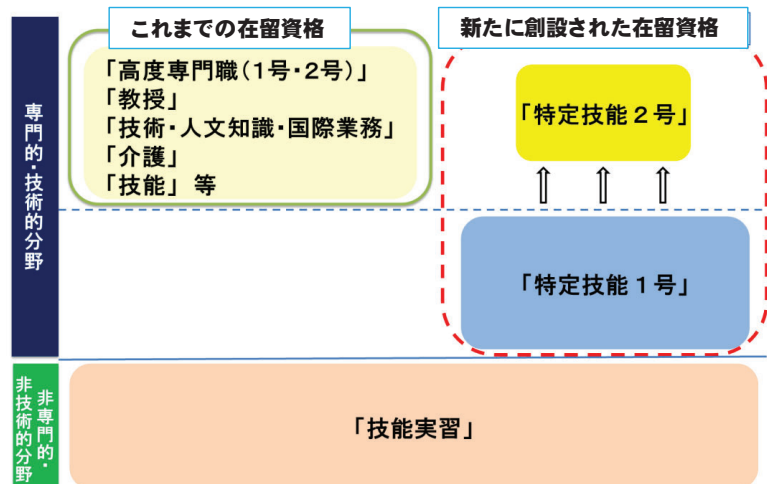 これまでの在留資格
新たに創設された在留資格
専門的・技術的分野
「高度専門職(1号・2号)」
「教授」
「技術・人文知識・国際業務」
「介護」
「技能」 等
「特定技能２号」
⇧ ⇧ ⇧
「特定技能１号」
非専門的・
非技術的分野
「技能実習」